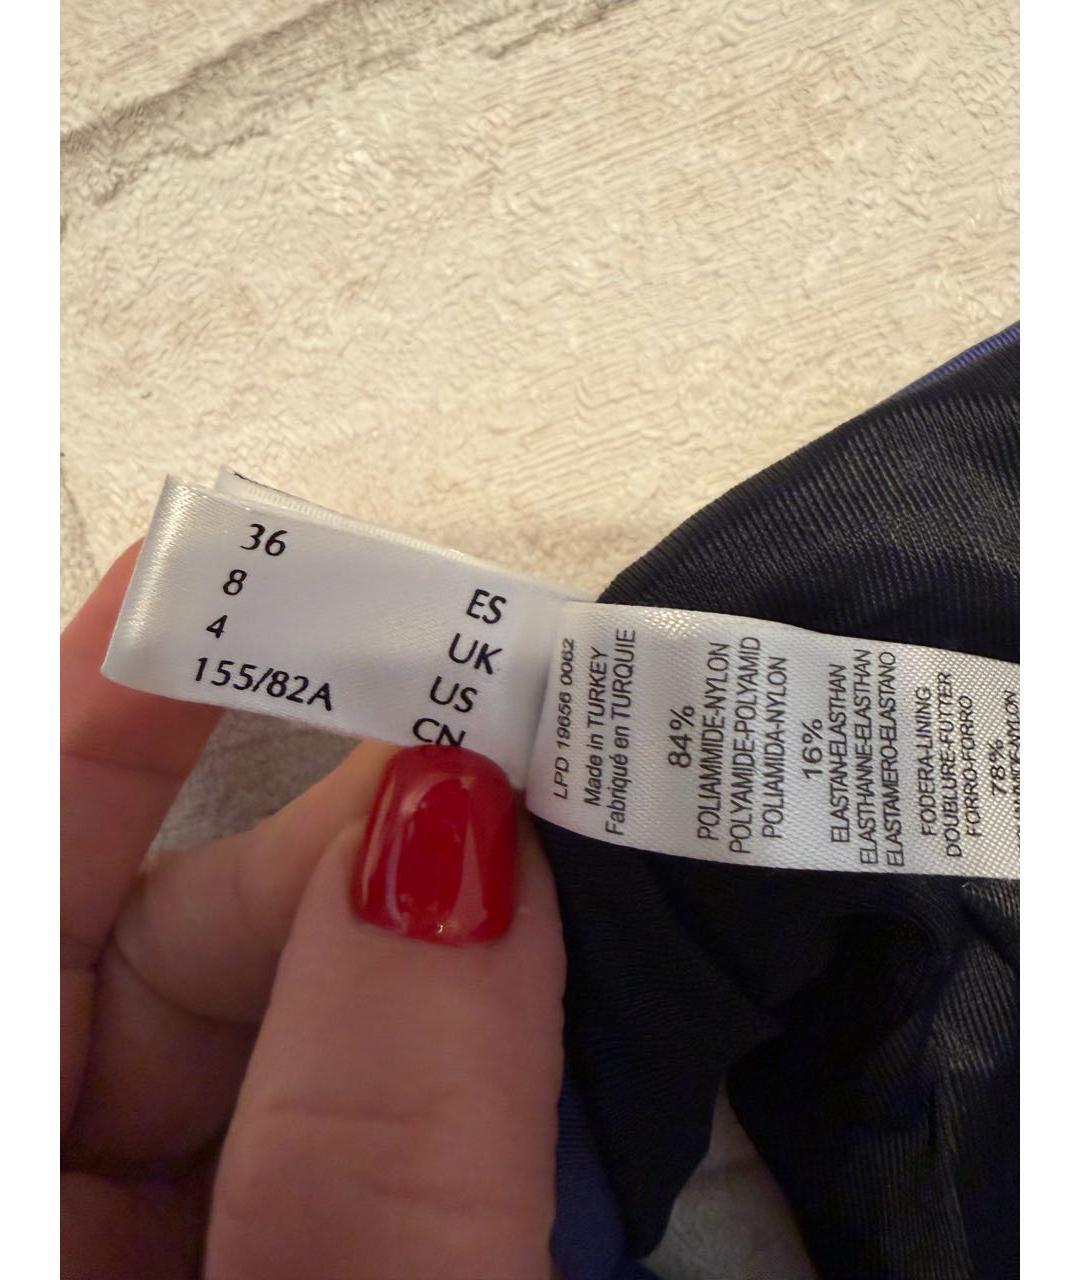 36 ES
8 UK
4 US
155/82A CN
LPD 19656 0062
Made in TURKEY
Fabriqué en TURQUIE
84%
POLIAMMIDE-NYLON
POLYAMIDE-POLYAMID
POLIAMIDA-NYLON
16%
ELASTAN-ELASTHAN
ELASTHANNE-ELASTHAN
ELASTAMERO-ELASTANO
FODERA-LINING
DOUBLURE-FUTTER
FORRO-FORRO
78%